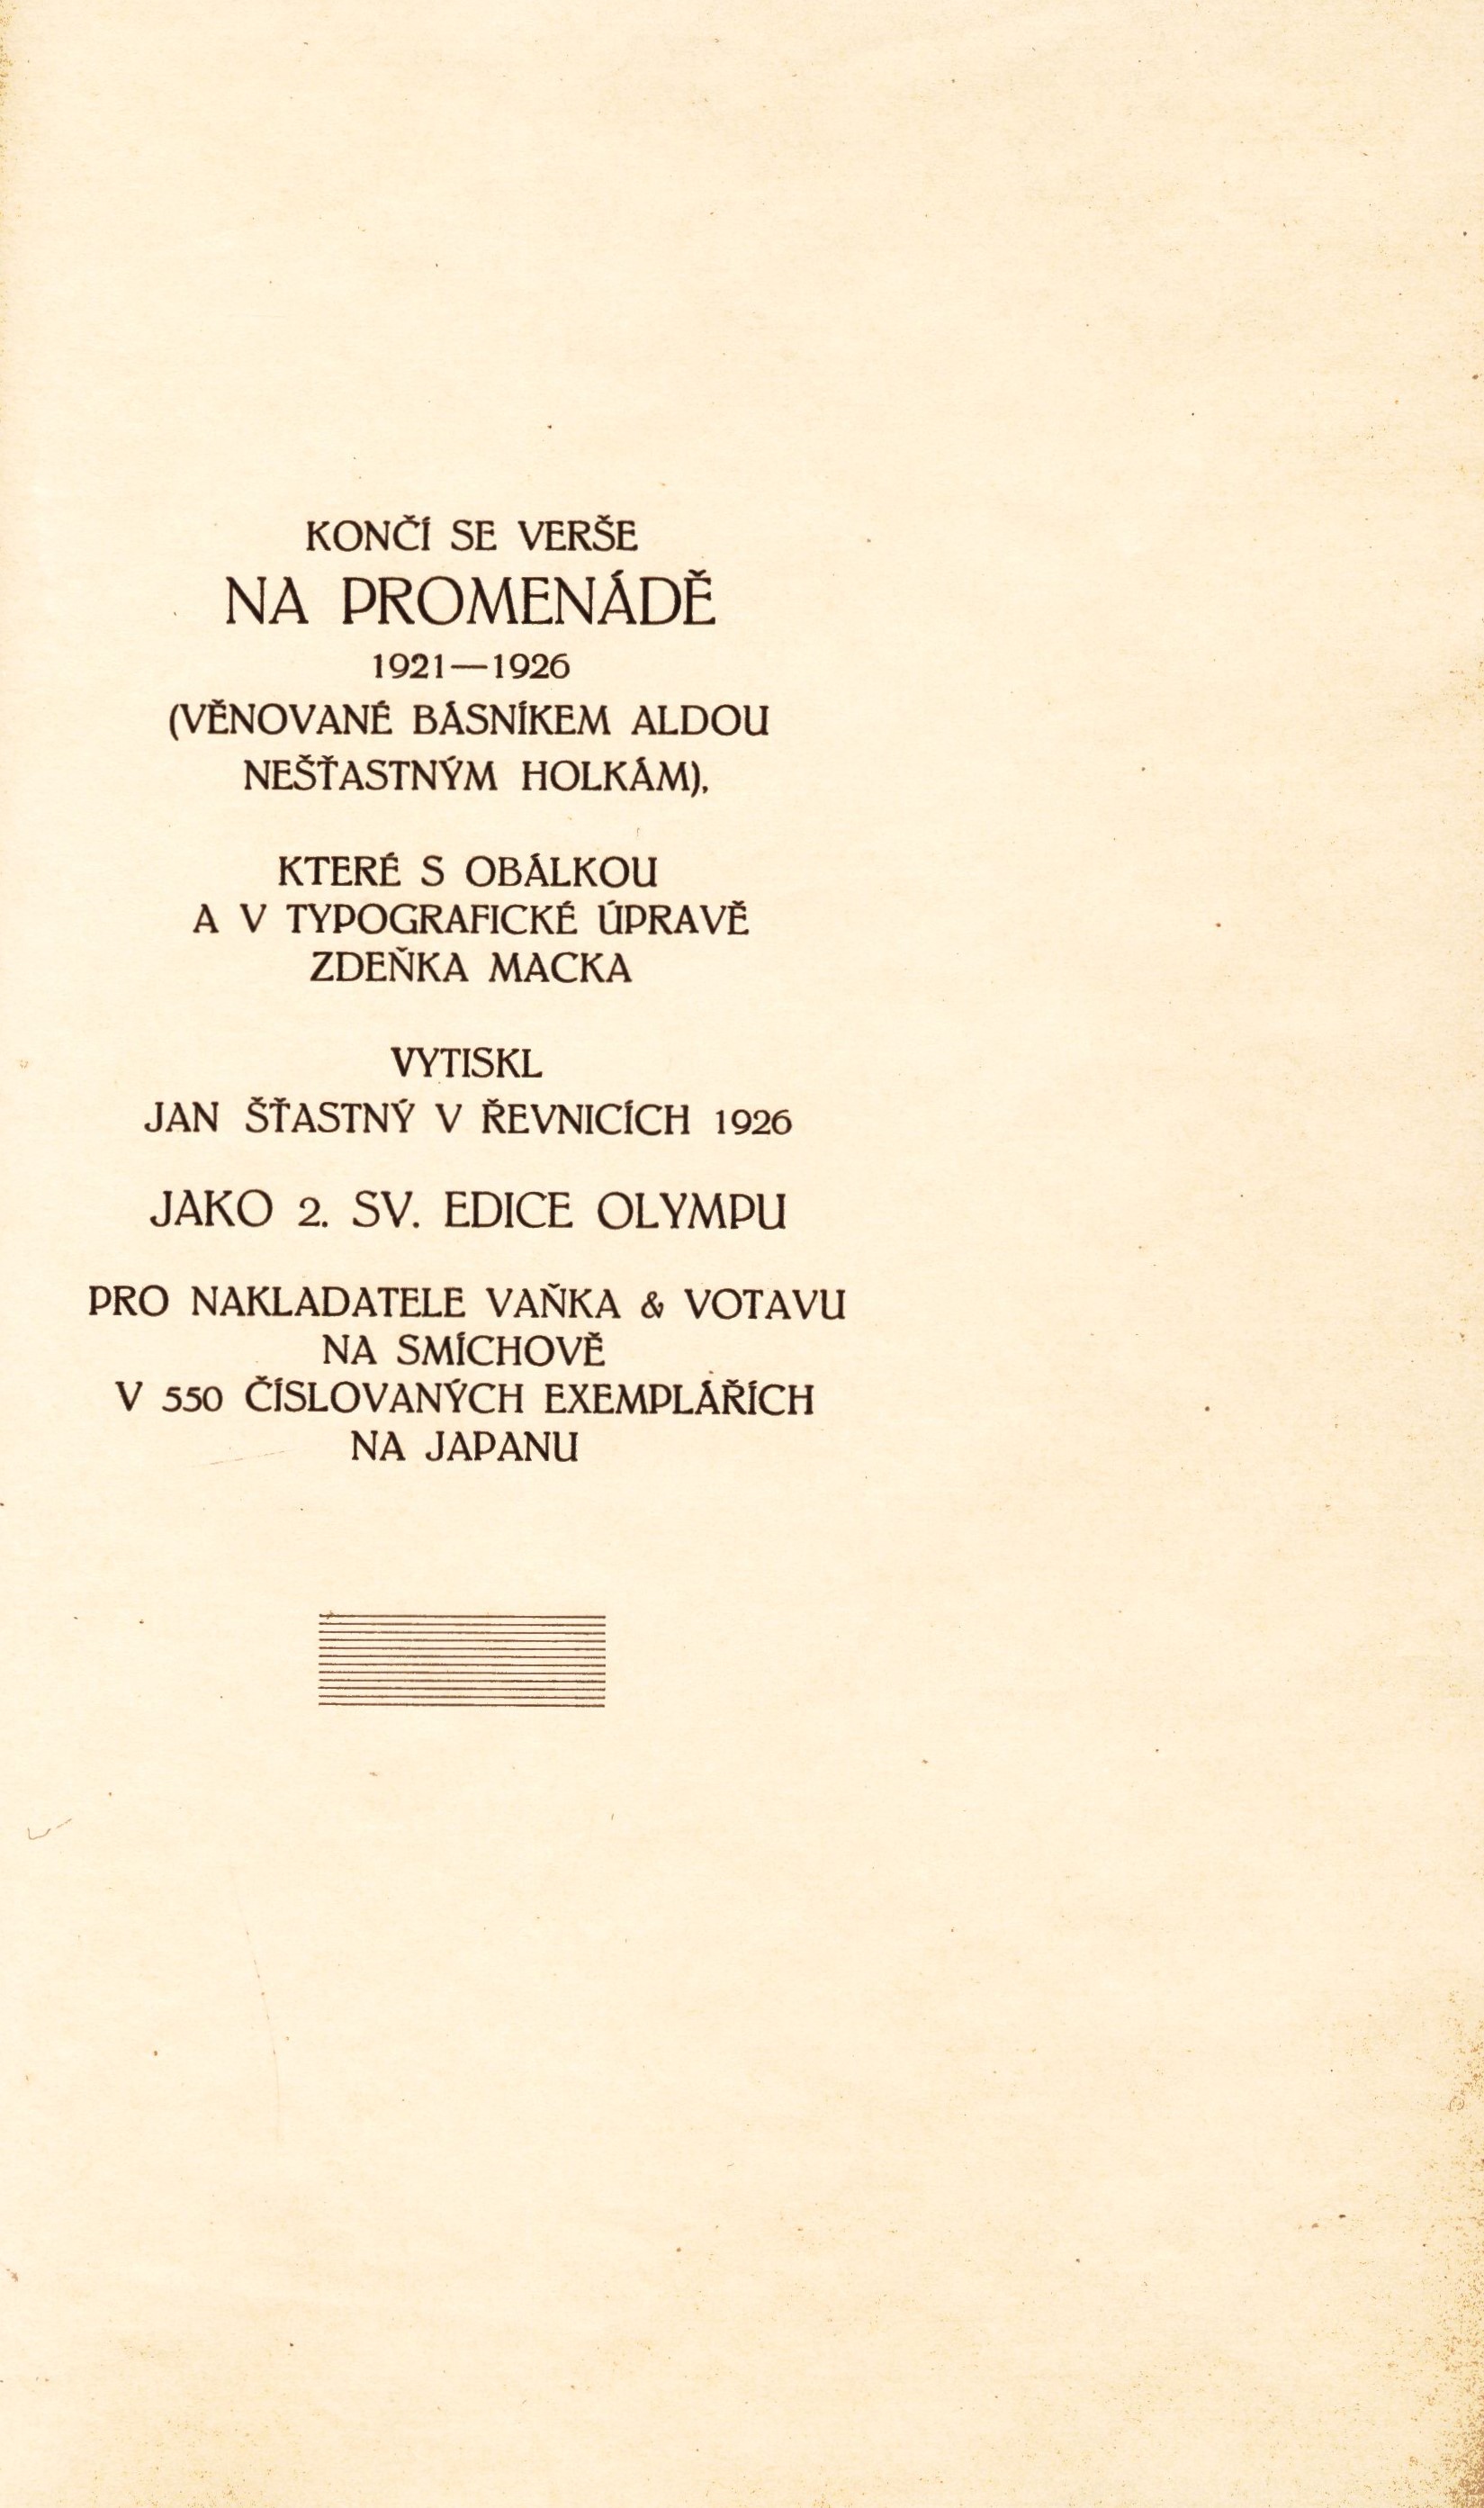 KONČÍ SE VERŠE
NA PROMENÁDĚ
1921—1926
(VĚNOVANÉ BÁSNÍKEM ALDOU
NEŠŤASTNÝM HOLKÁM),
KTERÉ S OBÁLKOU
A V TYPOGRAFICKÉ ÚPRAVĚ
ZDEŇKA MACKA
VYTISKL
JAN ŠŤASTNÝ V ŘEVNICÍCH 1926
JAKO 2. SV. EDICE OLYMPU
PRO NAKLADATELE VAŇKA & VOTAVU
NA SMÍCHOVĚ
V 550 ČÍSLOVANÝCH EXEMPLÁŘÍCH
NA JAPANU